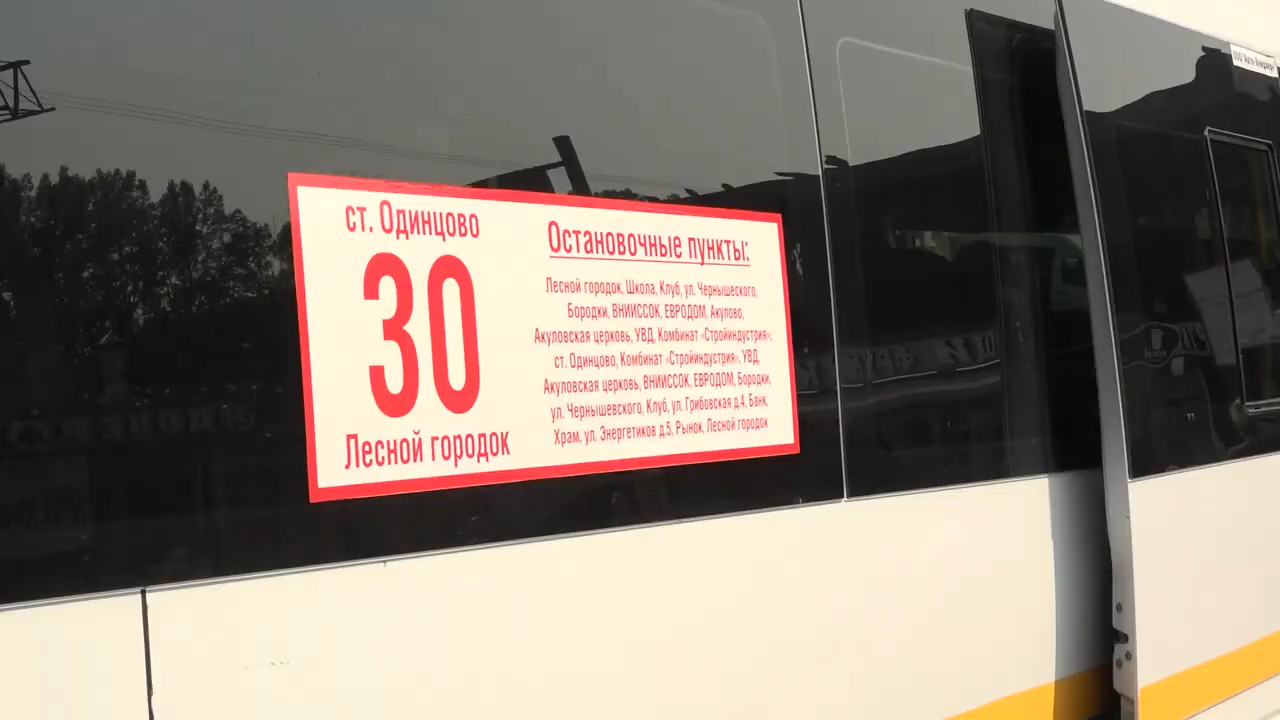 ст. Одинцово
30
Лесной городок
Остановочные пункты:
Лесной городок, Школа, Клуб, ул. Чернышеского,
Бородки, ВНИИССОК, ЕВРОДОМ, Акулово,
Акуловская церковь, УВД, Комбинат «Стройиндустрия»,
ст. Одинцово, Комбинат «Стройиндустрия», УВД,
Акуловская церковь, ВНИИССОК, ЕВРОДОМ, Бородки,
ул. Чернышевского, Клуб, ул. Грибовская д.4, Банк,
Храм, ул. Энергетиков д.5, Рынок, Лесной городок